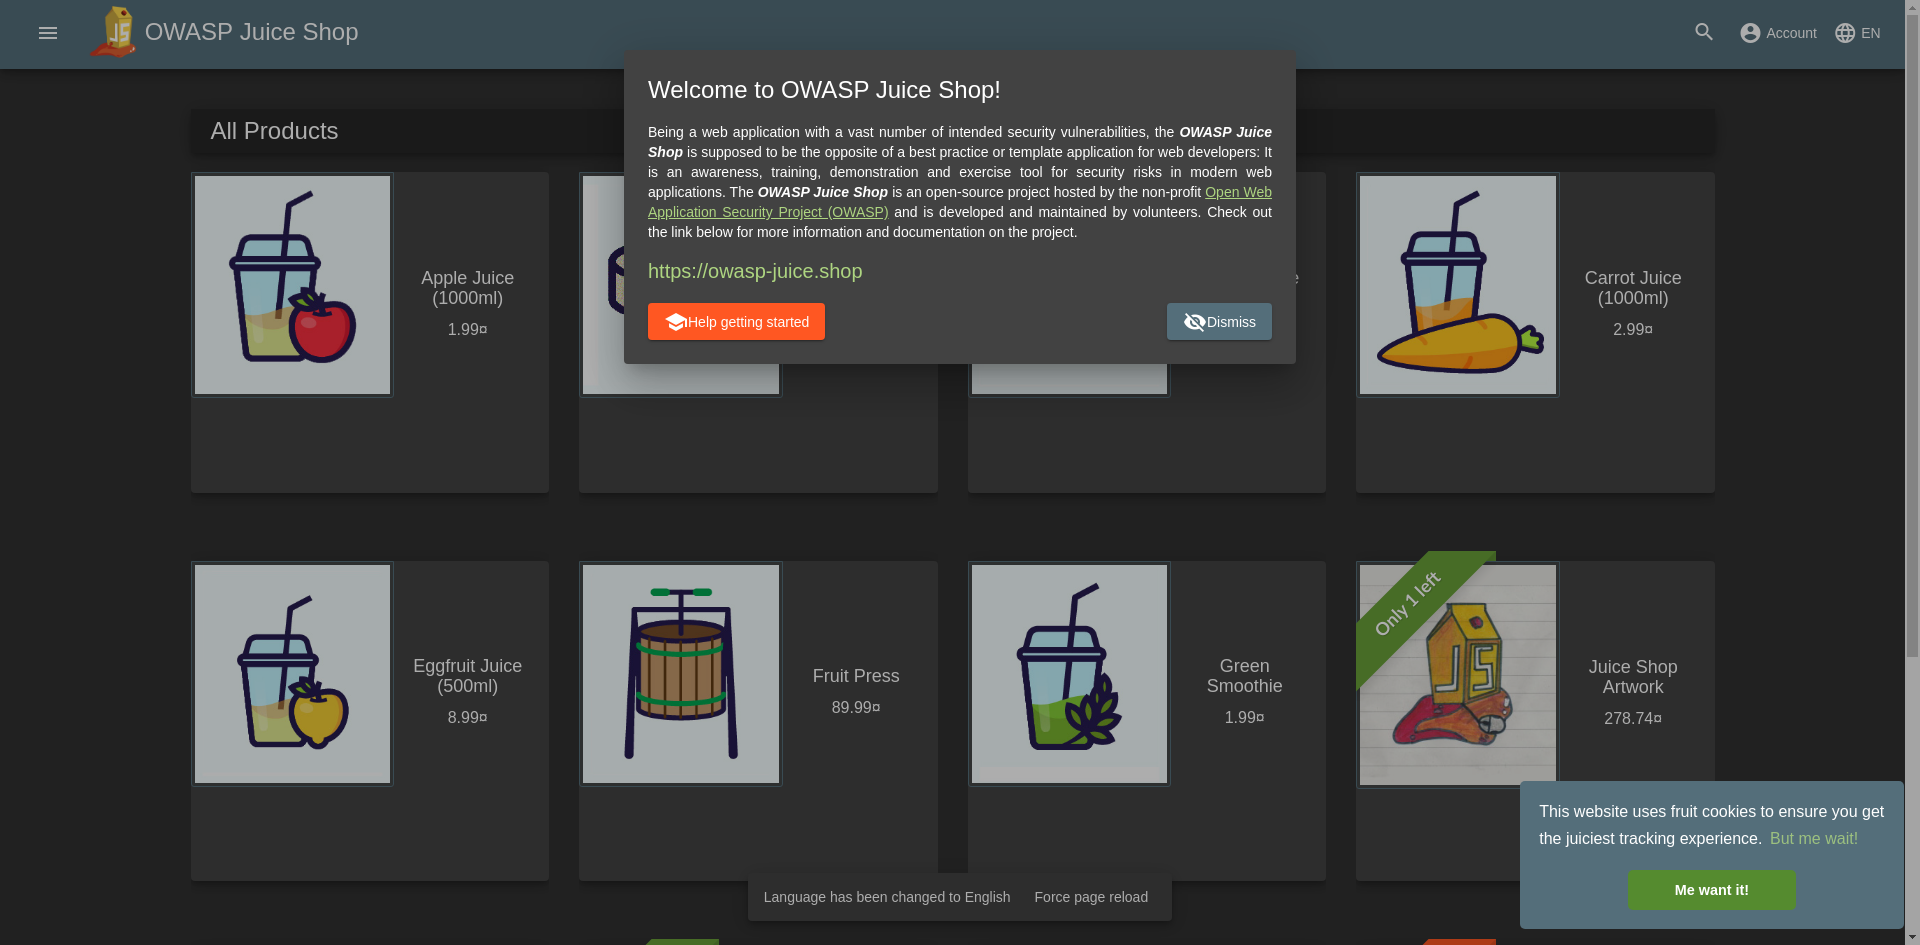 OWASP Juice Shop
Account
EN
Welcome to OWASP Juice Shop!
Being a web application with a vast number of intended security vulnerabilities, the OWASP Juice
Shop is supposed to be the opposite of a best practice or template application for web developers: It
is an awareness, training, demonstration and exercise tool for security risks in modern web
applications. The OWASP Juice Shop is an open-source project hosted by the non-profit Open Web
Application Security Project (OWASP) and is developed and maintained by volunteers. Check out
the link below for more information and documentation on the project.
https://owasp-juice.shop
Help getting started
Dismiss
All Products
Apple Juice
(1000ml)
1.99¤
Carrot Juice
(1000ml)
2.99¤
Eggfruit Juice
(500ml)
8.99¤
Fruit Press
89.99¤
Green
Smoothie
1.99¤
Only 1 left
JS
Juice Shop
Artwork
278.74¤
This website uses fruit cookies to ensure you get
the juiciest tracking experience. But me wait!
Me want it!
Language has been changed to English
Force page reload